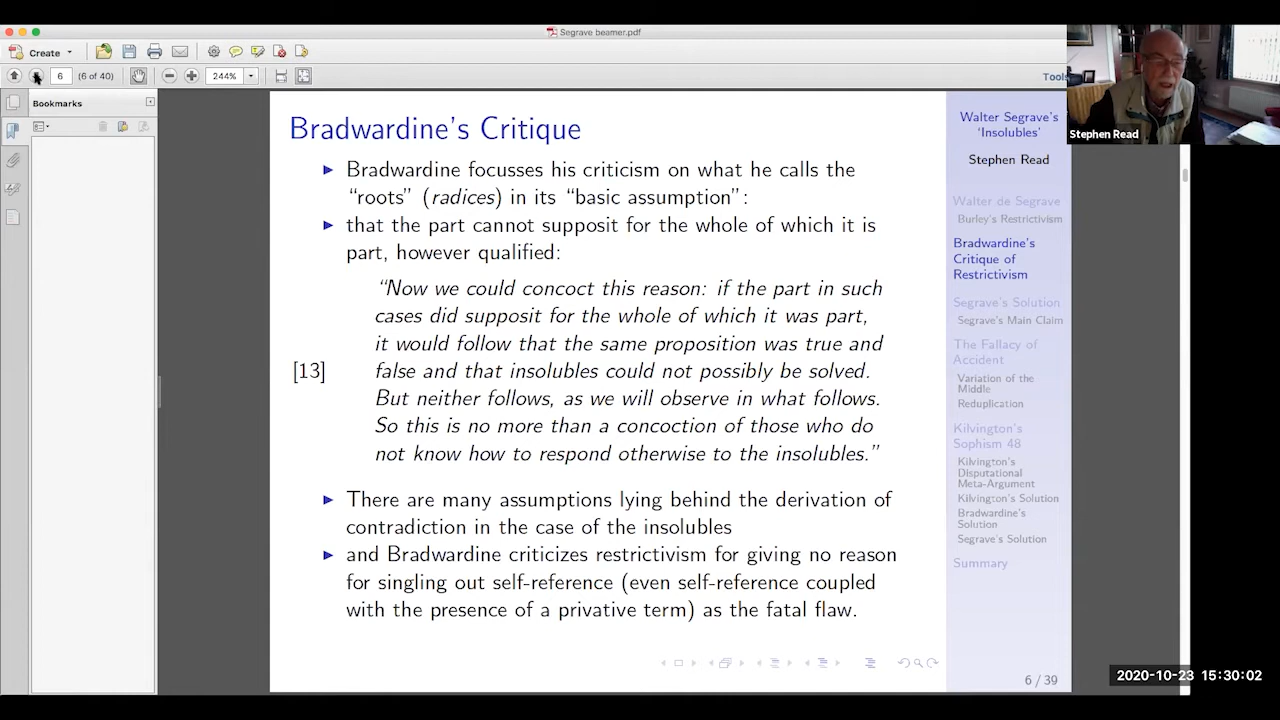 Segrave beamer.pdf
Create
6
(6 of 40)
244%
Tools
Bookmarks
Bradwardine's Critique
▶ Bradwardine focusses his criticism on what he calls the
"roots" (radices) in its "basic assumption":
▶ that the part cannot supposit for the whole of which it is
part, however qualified:
"Now we could concoct this reason: if the part in such
cases did supposit for the whole of which it was part,
it would follow that the same proposition was true and
[13] false and that insolubles could not possibly be solved.
But neither follows, as we will observe in what follows.
So this is no more than a concoction of those who do
not know how to respond otherwise to the insolubles."
▶ There are many assumptions lying behind the derivation of
contradiction in the case of the insolubles
▶ and Bradwardine criticizes restrictivism for giving no reason
for singling out self-reference (even self-reference coupled
with the presence of a privative term) as the fatal flaw.
Walter Segrave's
'Insolubles'
Stephen Read
Walter de Segrave
Burley's Restrictivism
Bradwardine's
Critique of
Restrictivism
Segrave's Solution
Segrave's Main Claim
The Fallacy of
Accident
Variation of the
Middle
Reduplication
Kilvington's
Sophism 48
Kilvington's
Disputational
Meta-Argument
Kilvington's Solution
Bradwardine's
Solution
Segrave's Solution
Summary
6 / 39
Stephen Read
2020-10-23 15:30:02